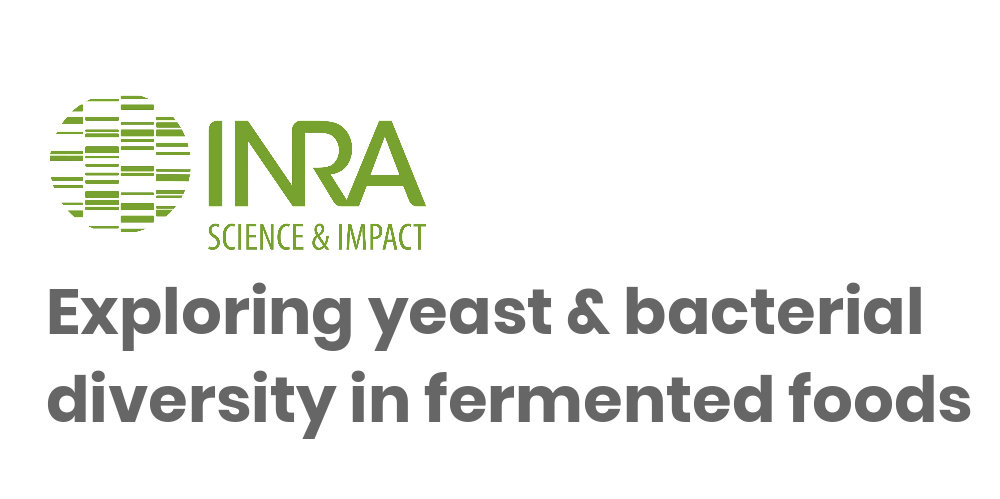 INRA
SCIENCE & IMPACT
Exploring yeast & bacterial
diversity in fermented foods